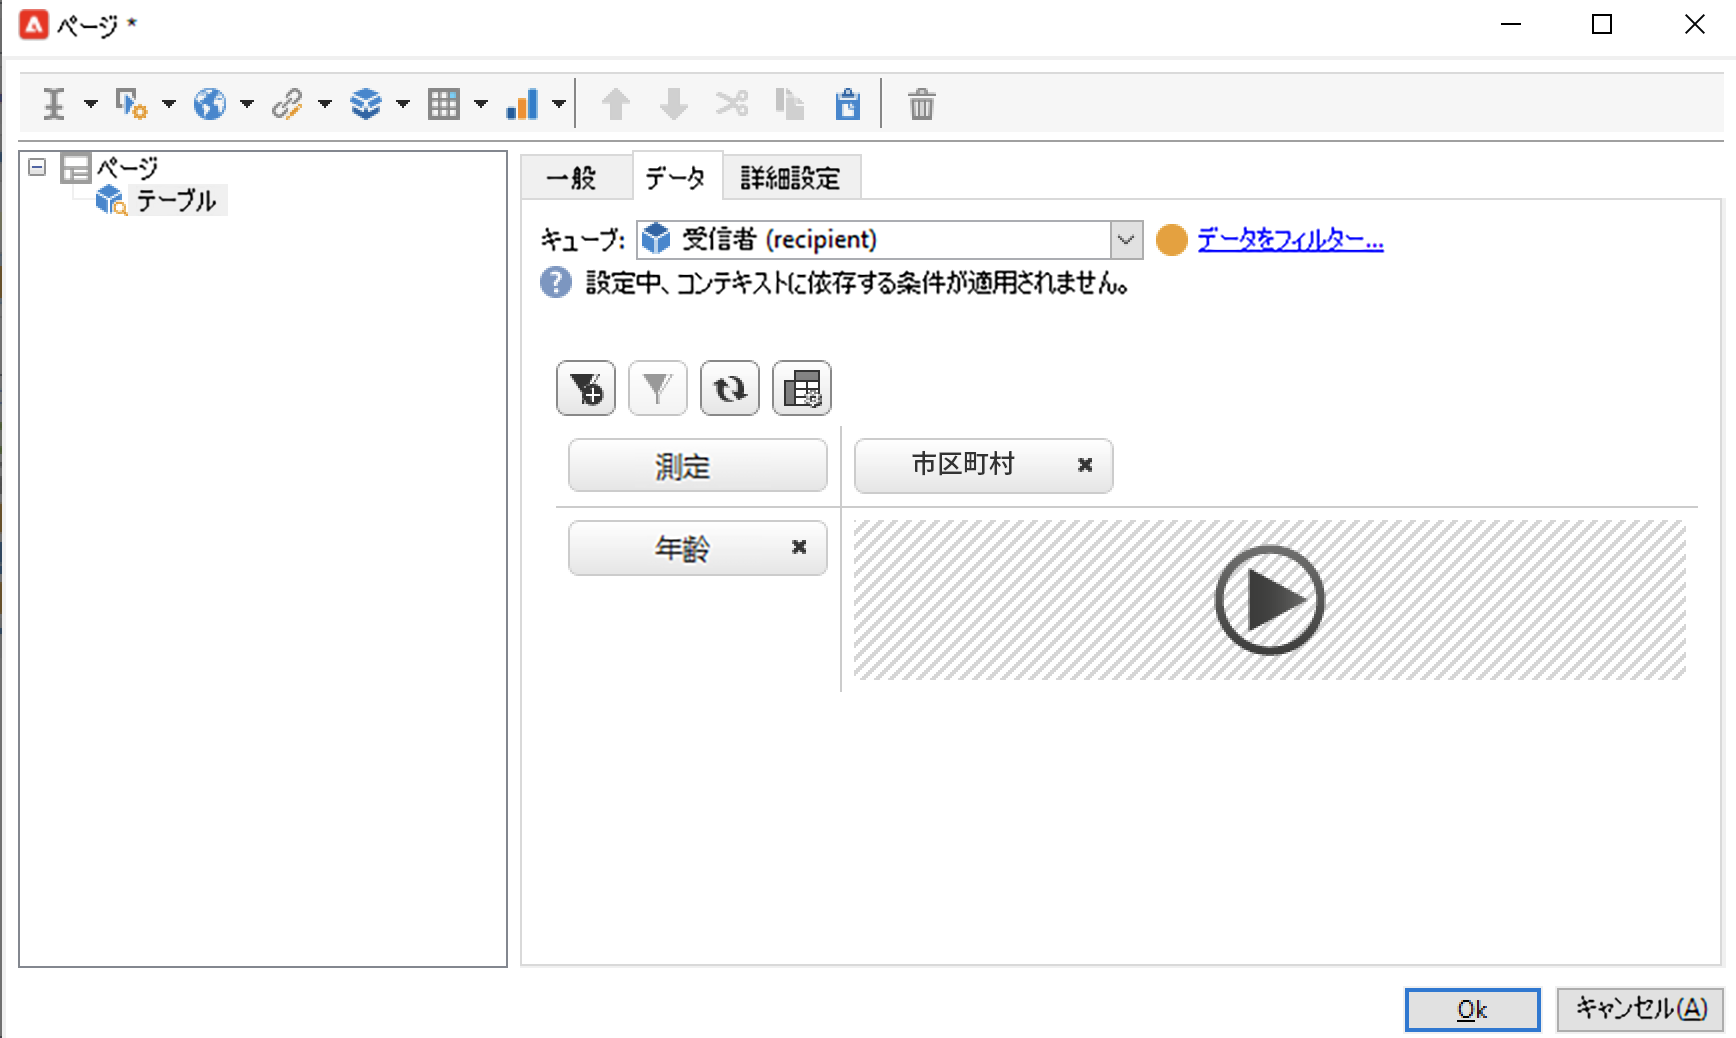 ページ *
ページ
テーブル
一般 データ 詳細設定
キューブ: 受信者 (recipient) データをフィルター...
設定中、コンテキストに依存する条件が適用されません。
測定 市区町村
年齢
Ok キャンセル(A)